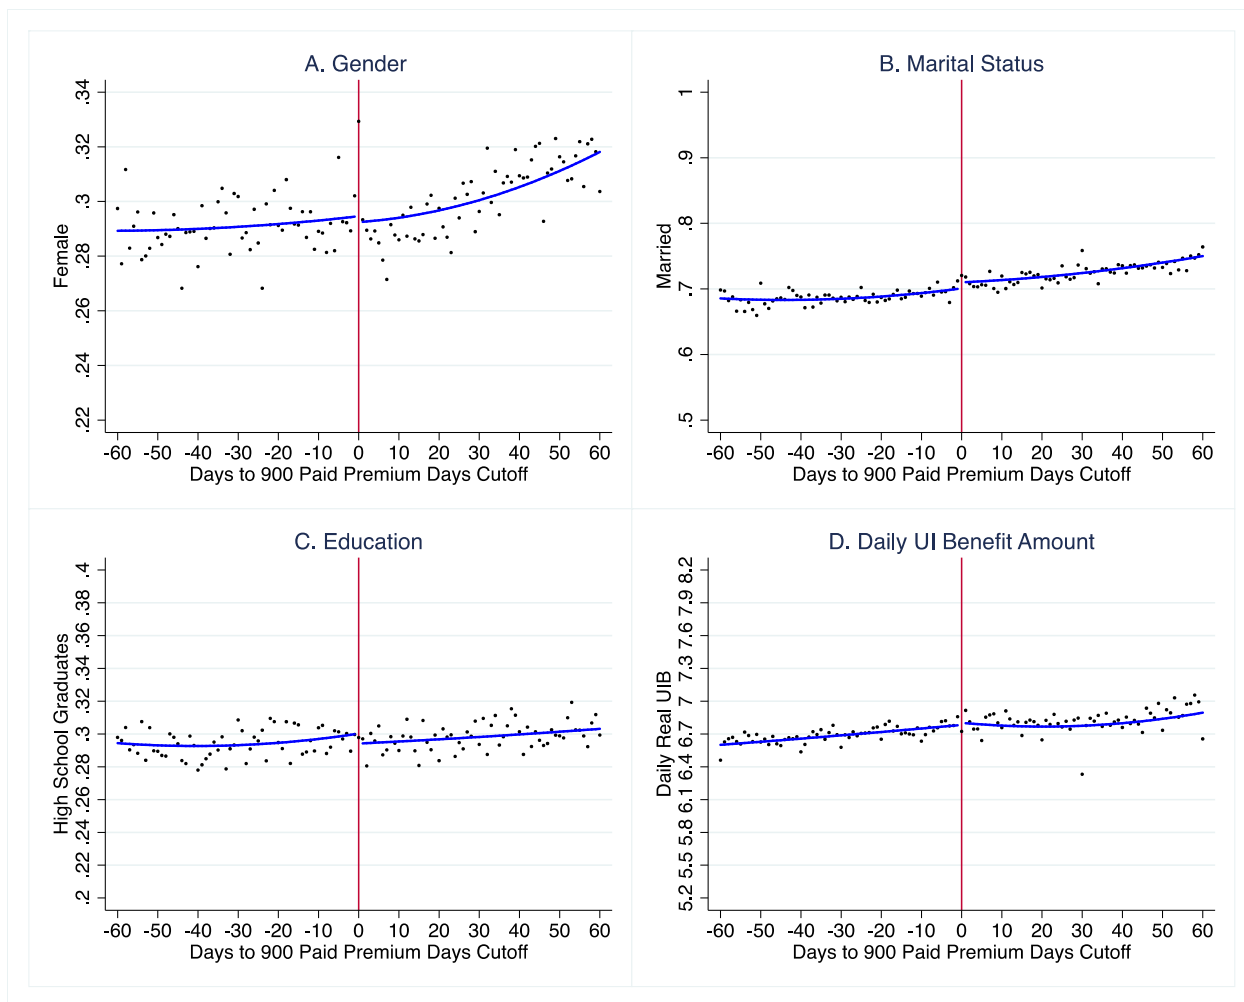 A. Gender
Female
.34
.32
.3
.28
.26
.24
.22
-60 -50 -40 -30 -20 -10 0 10 20 30 40 50 60
Days to 900 Paid Premium Days Cutoff
B. Marital Status
Married
1
.9
.8
.7
.6
.5
-60 -50 -40 -30 -20 -10 0 10 20 30 40 50 60
Days to 900 Paid Premium Days Cutoff
C. Education
High School Graduates
.4
.38
.36
.34
.32
.3
.28
.26
.24
.22
.2
-60 -50 -40 -30 -20 -10 0 10 20 30 40 50 60
Days to 900 Paid Premium Days Cutoff
D. Daily UI Benefit Amount
Daily Real UIB
8.2
7.9
7.6
7.3
7
6.7
6.4
6.1
5.8
5.5
5.2
-60 -50 -40 -30 -20 -10 0 10 20 30 40 50 60
Days to 900 Paid Premium Days Cutoff